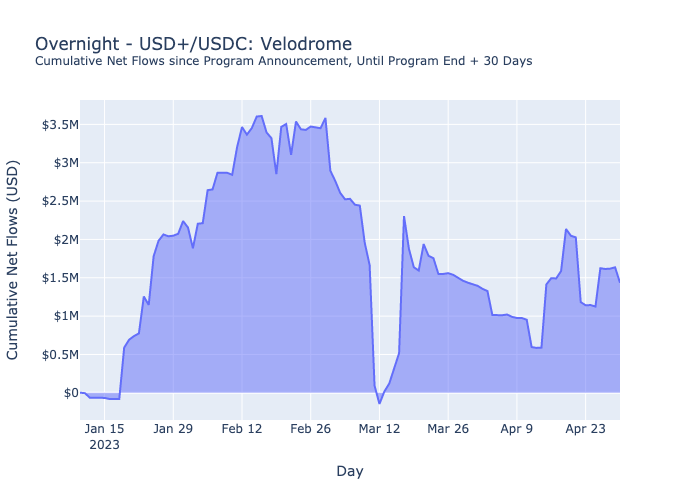 Overnight - USD+/USDC: Velodrome
Cumulative Net Flows since Program Announcement, Until Program End + 30 Days
Cumulative Net Flows (USD)
$3.5M
$3M
$2.5M
$2M
$1.5M
$1M
$0.5M
$0
Jan 15 Jan 29 Feb 12 Feb 26 Mar 12 Mar 26 Apr 9 Apr 23
2023
Day